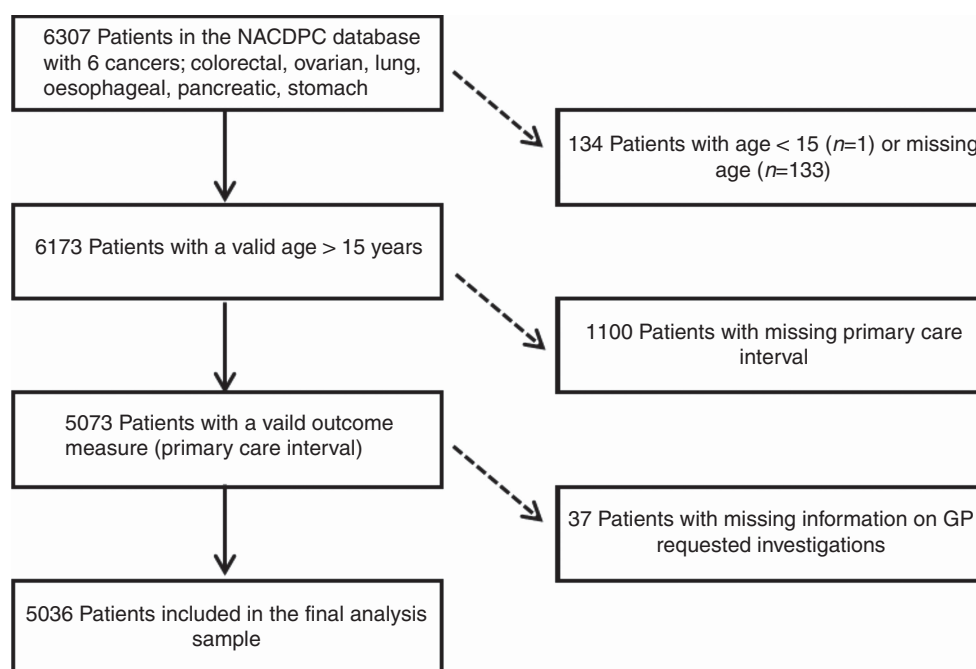 6307 Patients in the NACDPC database
with 6 cancers; colorectal, ovarian, lung,
oesophageal, pancreatic, stomach
134 Patients with age < 15 (n=1) or missing
age (n=133)
6173 Patients with a valid age > 15 years
1100 Patients with missing primary care
interval
5073 Patients with a vaild outcome
measure (primary care interval)
37 Patients with missing information on GP
requested investigations
5036 Patients included in the final analysis
sample